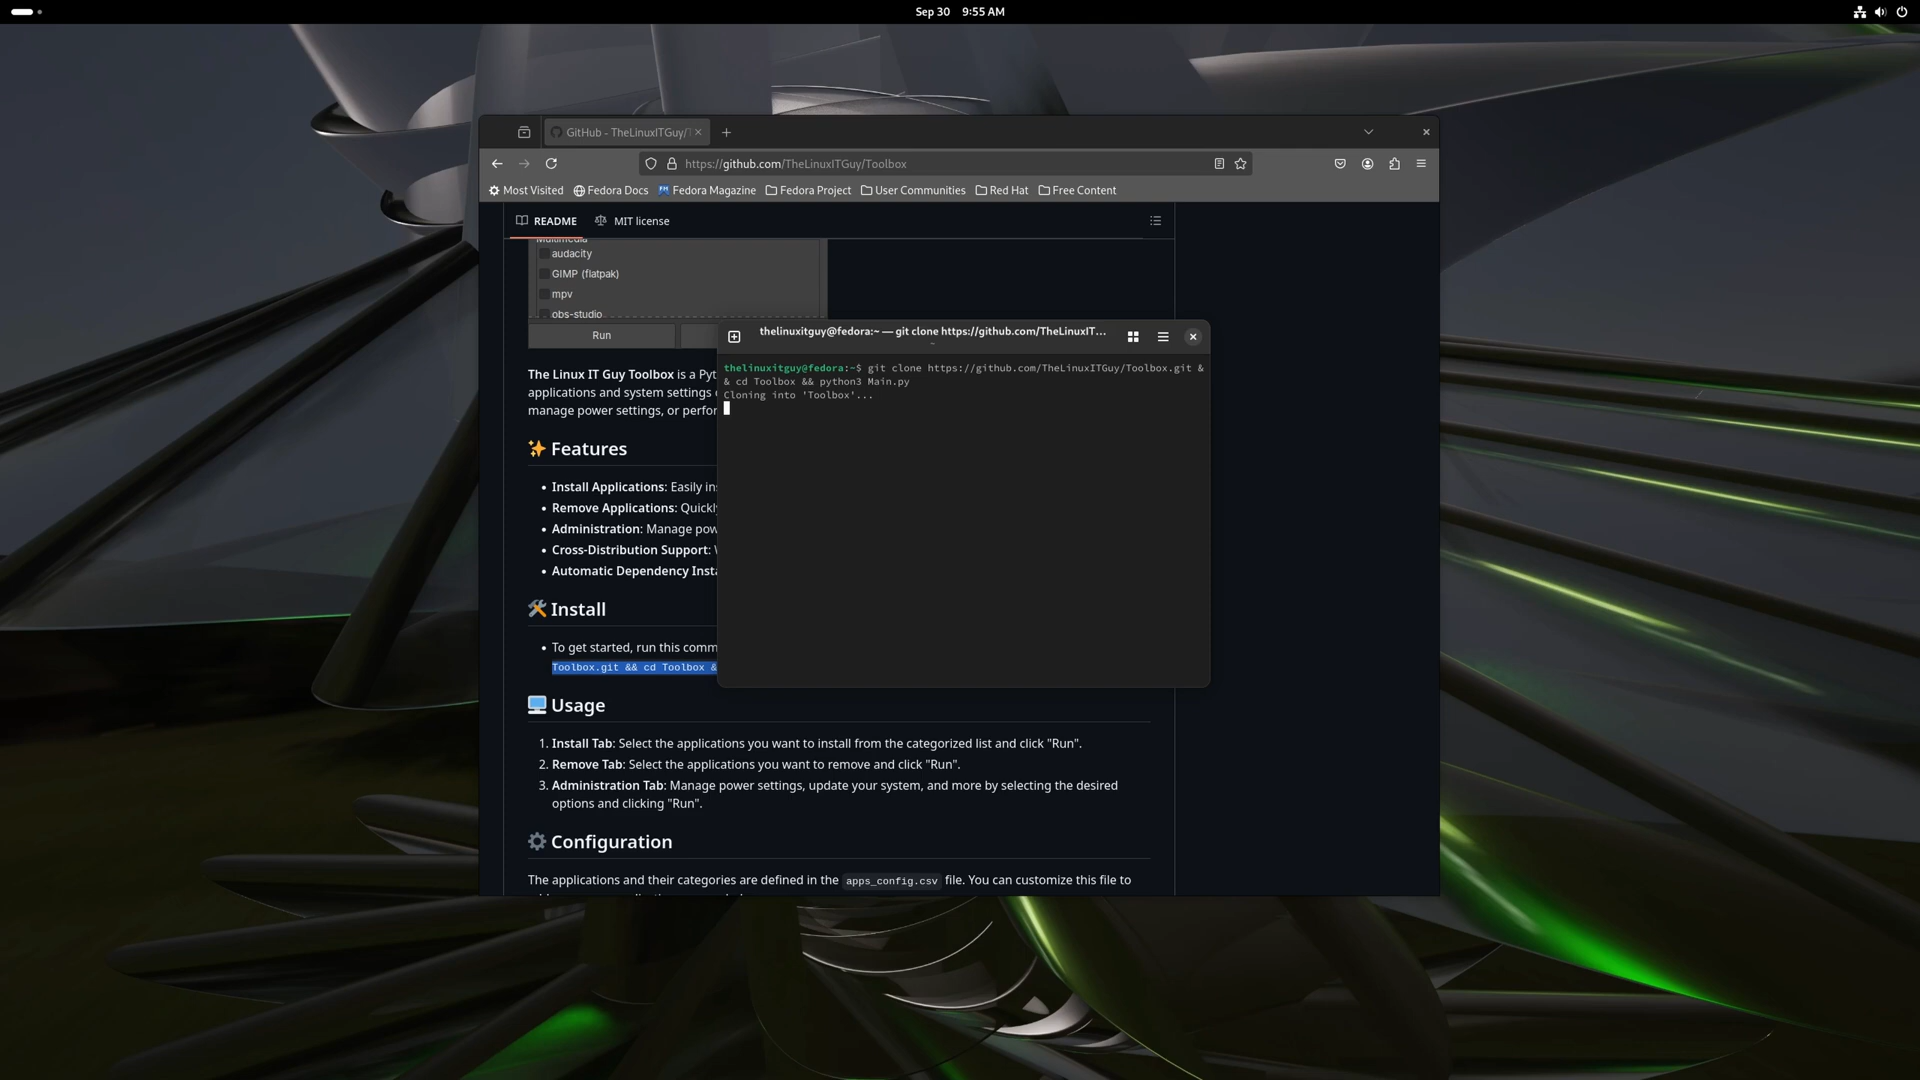 Sep 30 9:55 AM
GitHub - TheLinuxITGuy/T
https://github.com/TheLinuxITGuy/Toolbox
Most Visited Fedora Docs Fedora Magazine Fedora Project User Communities Red Hat Free Content
README MIT license
Multimedia
audacity
GIMP (flatpak)
mpv
obs-studio
Run
thelinuxitguy@fedora:~ — git clone https://github.com/TheLinuxIT...
~
thelinuxitguy@fedora:~$ git clone https://github.com/TheLinuxITGuy/Toolbox.git &
& cd Toolbox && python3 Main.py
Cloning into 'Toolbox'...
The Linux IT Guy Toolbox is a Pyt
applications and system settings
manage power settings, or perfor
Features
• Install Applications: Easily ins
• Remove Applications: Quickly
• Administration: Manage pow
• Cross-Distribution Support: W
• Automatic Dependency Insta
Install
• To get started, run this comm
Toolbox.git && cd Toolbox &
Usage
1. Install Tab: Select the applications you want to install from the categorized list and click "Run".
2. Remove Tab: Select the applications you want to remove and click "Run".
3. Administration Tab: Manage power settings, update your system, and more by selecting the desired
options and clicking "Run".
Configuration
The applications and their categories are defined in the apps_config.csv file. You can customize this file to